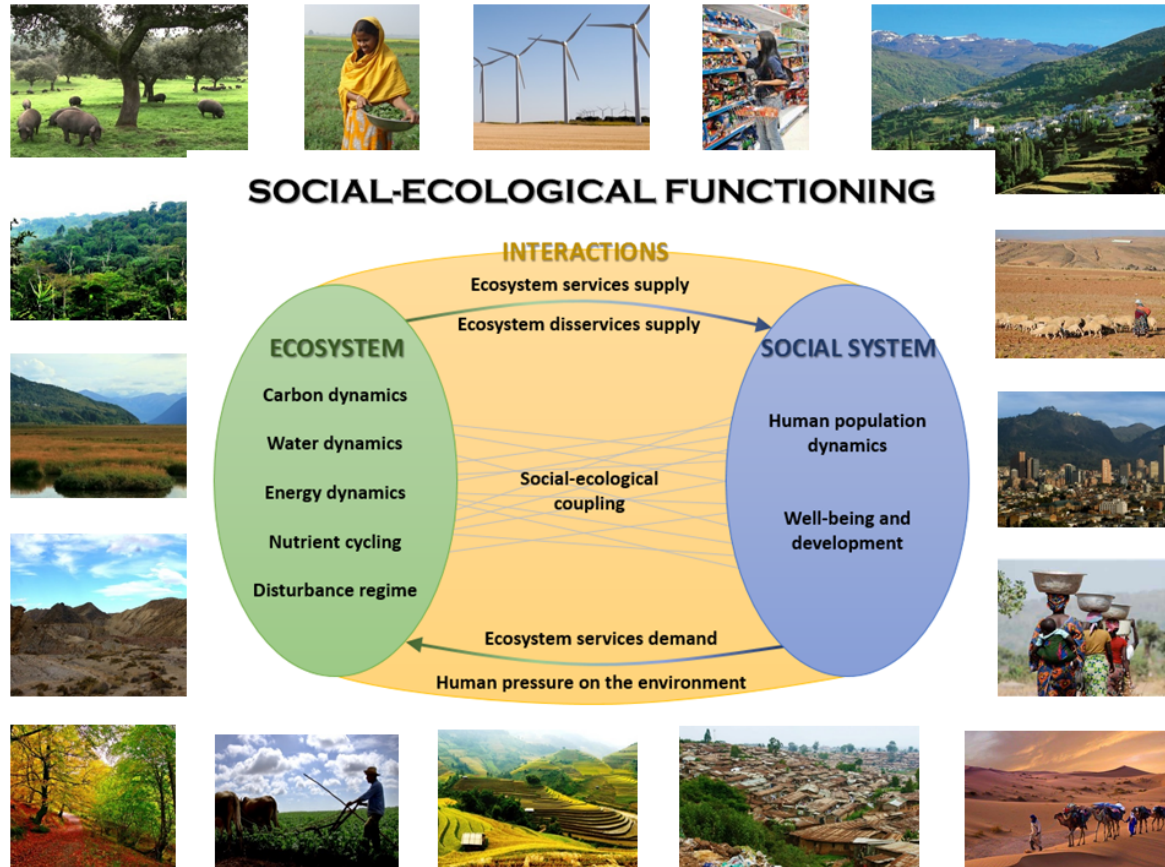 SOCIAL-ECOLOGICAL FUNCTIONING
INTERACTIONS
Ecosystem services supply
Ecosystem disservices supply
ECOSYSTEM
Carbon dynamics
Water dynamics
Energy dynamics
Nutrient cycling
Disturbance regime
Social-ecological
coupling
SOCIAL SYSTEM
Human population
dynamics
Well-being and
development
Ecosystem services demand
Human pressure on the environment